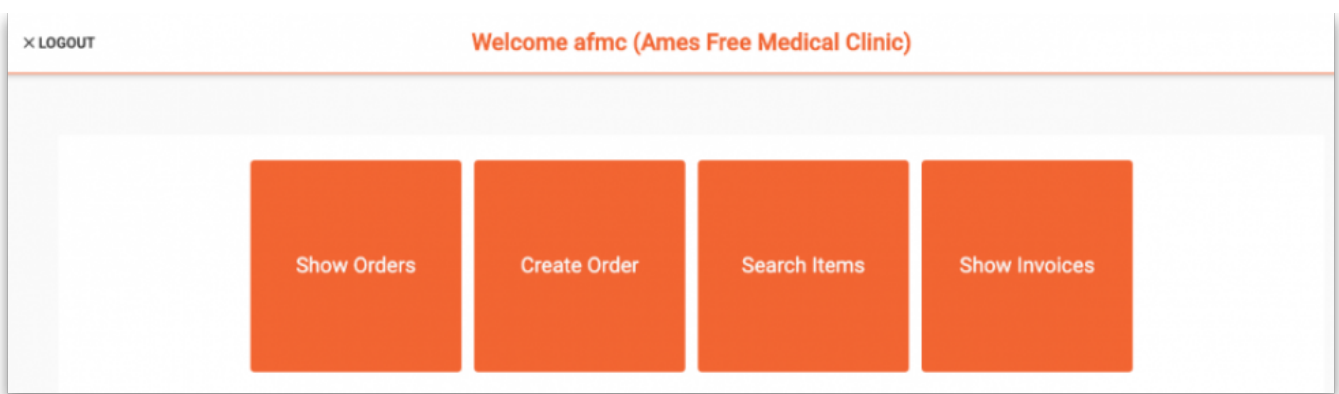 × LOGOUT
Welcome afmc (Ames Free Medical Clinic)
Show Orders
Create Order
Search Items
Show Invoices